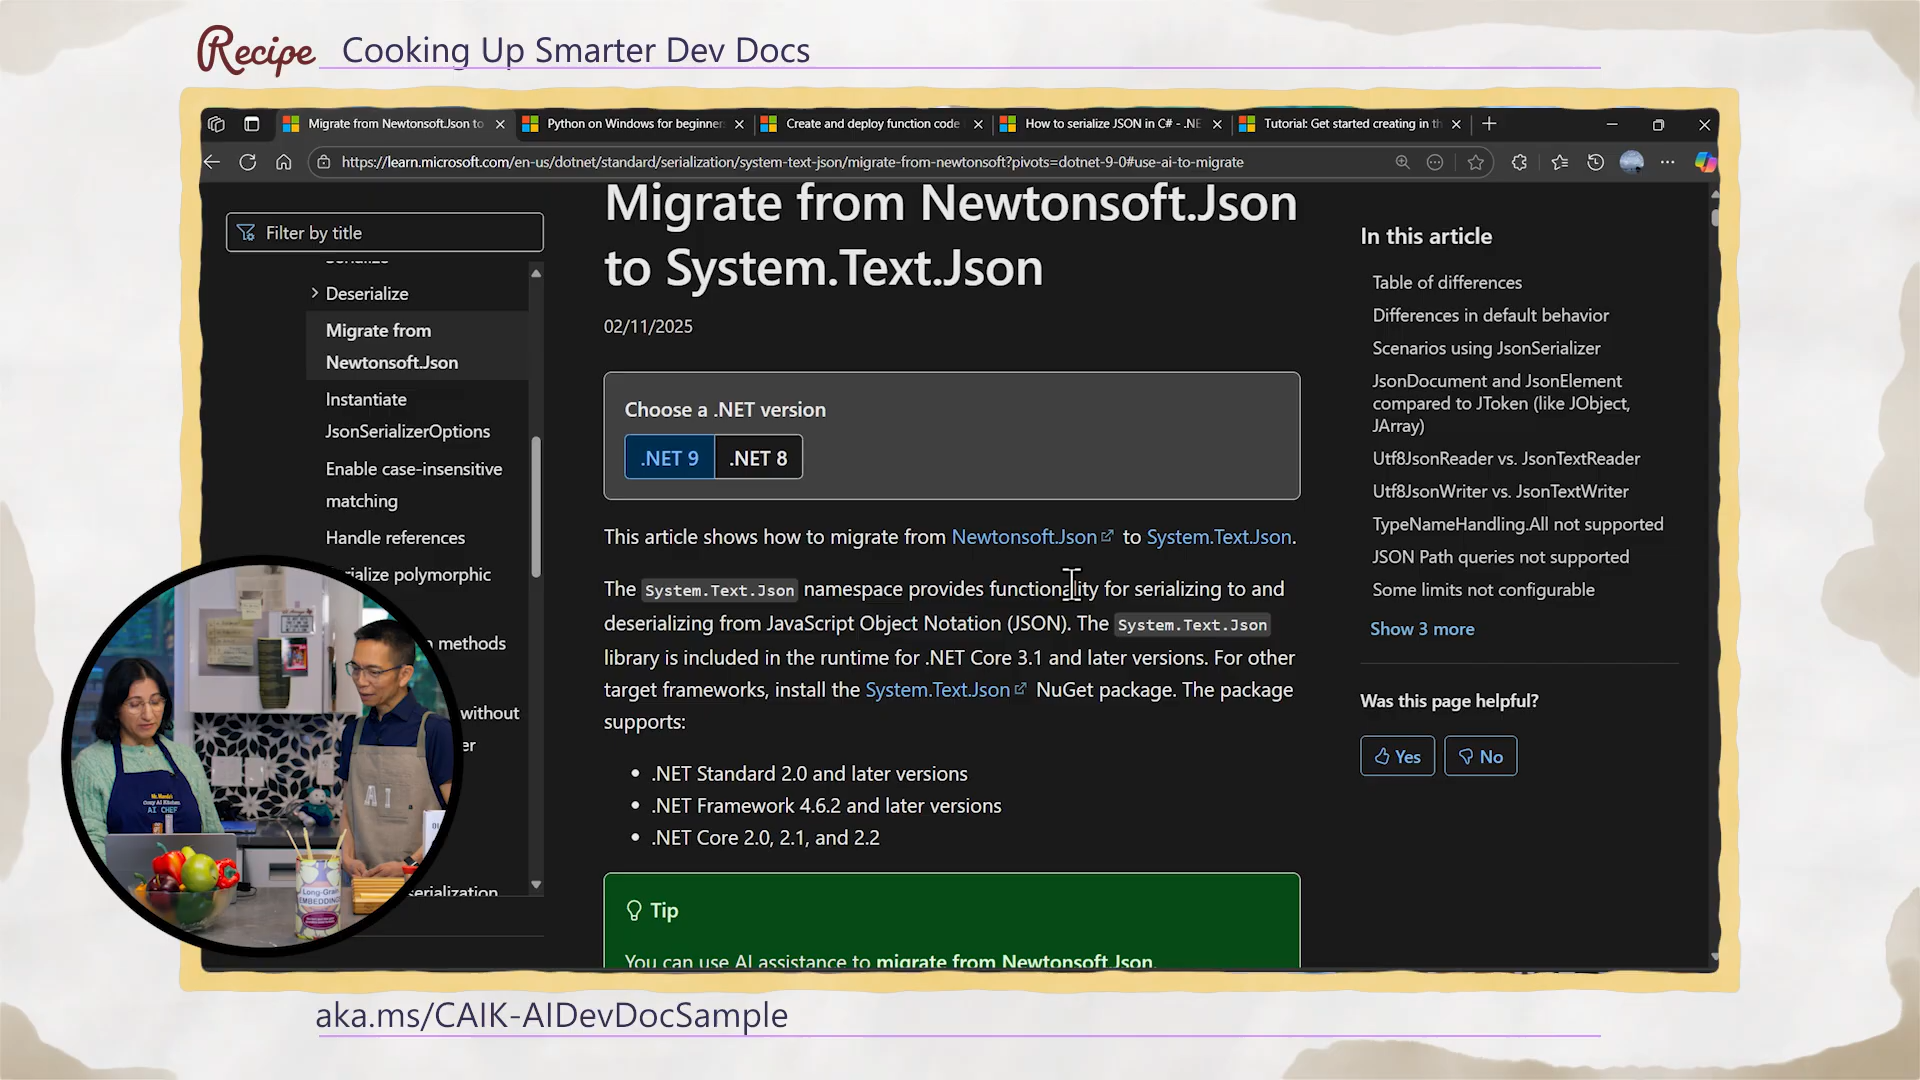 Recipe Cooking Up Smarter Dev Docs
Migrate from Newtonsoft.Json to
Python on Windows for beginner
Create and deploy function code
How to serialize JSON in C# - .NE
Tutorial: Get started creating in th
https://learn.microsoft.com/en-us/dotnet/standard/serialization/system-text-json/migrate-from-newtonsoft?pivots=dotnet-9-0#use-ai-to-migrate
Filter by title
Deserialize
Migrate from
Newtonsoft.Json
Instantiate
JsonSerializerOptions
Enable case-insensitive
matching
Handle references
polymorphic
methods
without
Migrate from Newtonsoft.Json
to System.Text.Json
02/11/2025
Choose a .NET version
.NET 9 .NET 8
This article shows how to migrate from Newtonsoft.Json to System.Text.Json.
The System.Text.Json namespace provides functionality for serializing to and
deserializing from JavaScript Object Notation (JSON). The System.Text.Json
library is included in the runtime for .NET Core 3.1 and later versions. For other
target frameworks, install the System.Text.Json NuGet package. The package
supports:
• .NET Standard 2.0 and later versions
• .NET Framework 4.6.2 and later versions
• .NET Core 2.0, 2.1, and 2.2
Tip
You can use AI assistance to migrate from Newtonsoft.Json.
In this article
Table of differences
Differences in default behavior
Scenarios using JsonSerializer
JsonDocument and JsonElement
compared to JToken (like JObject,
JArray)
Utf8JsonReader vs. JsonTextReader
Utf8JsonWriter vs. JsonTextWriter
TypeNameHandling.All not supported
JSON Path queries not supported
Some limits not configurable
Show 3 more
Was this page helpful?
Yes No
Cozy AI Kitchen
AI CHEF
AI
Long-Grain
EMBEDDING
aka.ms/CAIK-AIDevDocSample